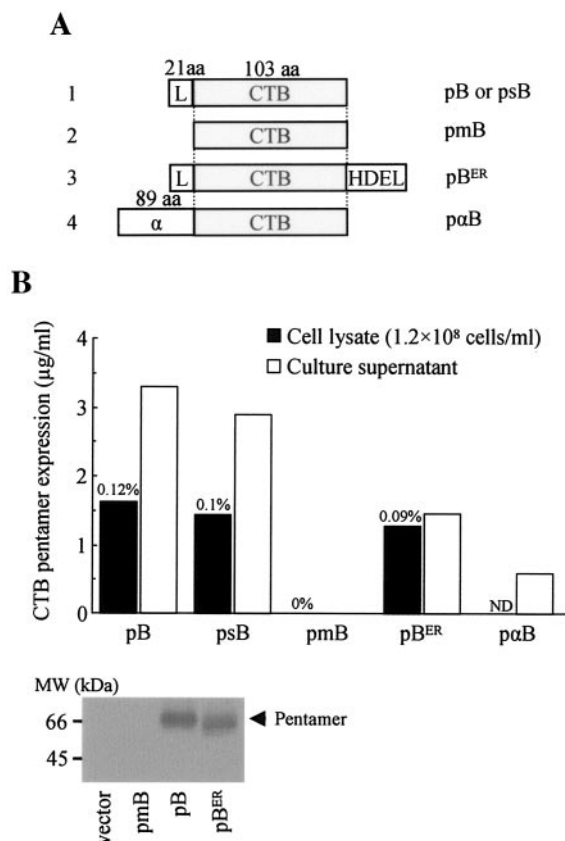 A
21aa 103 aa
1 L CTB pB or psB
2 CTB pmB
3 L CTB HDEL pB^ER
89 aa
4 α CTB pαB
B
CTB pentamer expression (µg/ml)
4
3
2
1
0
■ Cell lysate (1.2×10⁸ cells/ml)
□ Culture supernatant
0.12% 0.1% 0% 0.09% ND
pB psB pmB pB^ER pαB
MW (kDa)
66
45
◄ Pentamer
vector pmB pB pB^ER